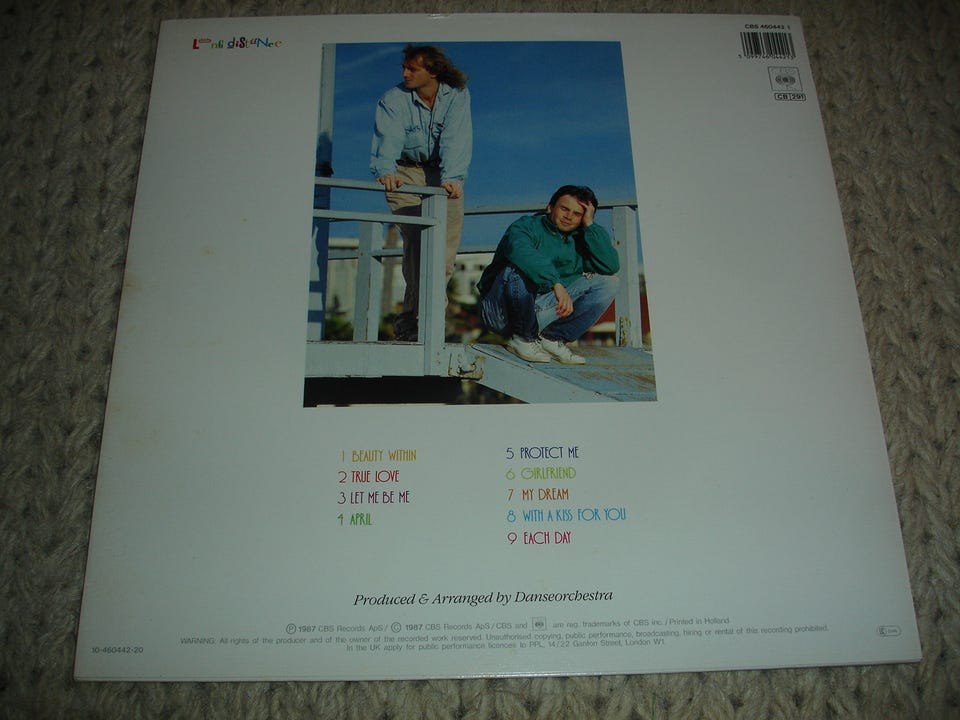 Long distaNce
CBS 460442 1
5 099746 044213
CBS
CB 291
1 BEAUTY WITHIN
2 TRUE LOVE
3 LET ME BE ME
4 APRIL
5 PROTECT ME
6 GIRLFRIEND
7 MY DREAM
8 WITH A KISS FOR YOU
9 EACH DAY
Produced & Arranged by Danseorchestra
Ⓟ 1987 CBS Records ApS / © 1987 CBS Records ApS / CBS and are reg. trademarks of CBS inc. / Printed in Holland
WARNING: All rights of the producer and of the owner of the recorded work reserved. Unauthorised copying, public performance, broadcasting, hiring or rental of this recording prohibited.
In the UK apply for public performance licences to PPL, 14/22 Ganton Street, London W1.
10-460442-20